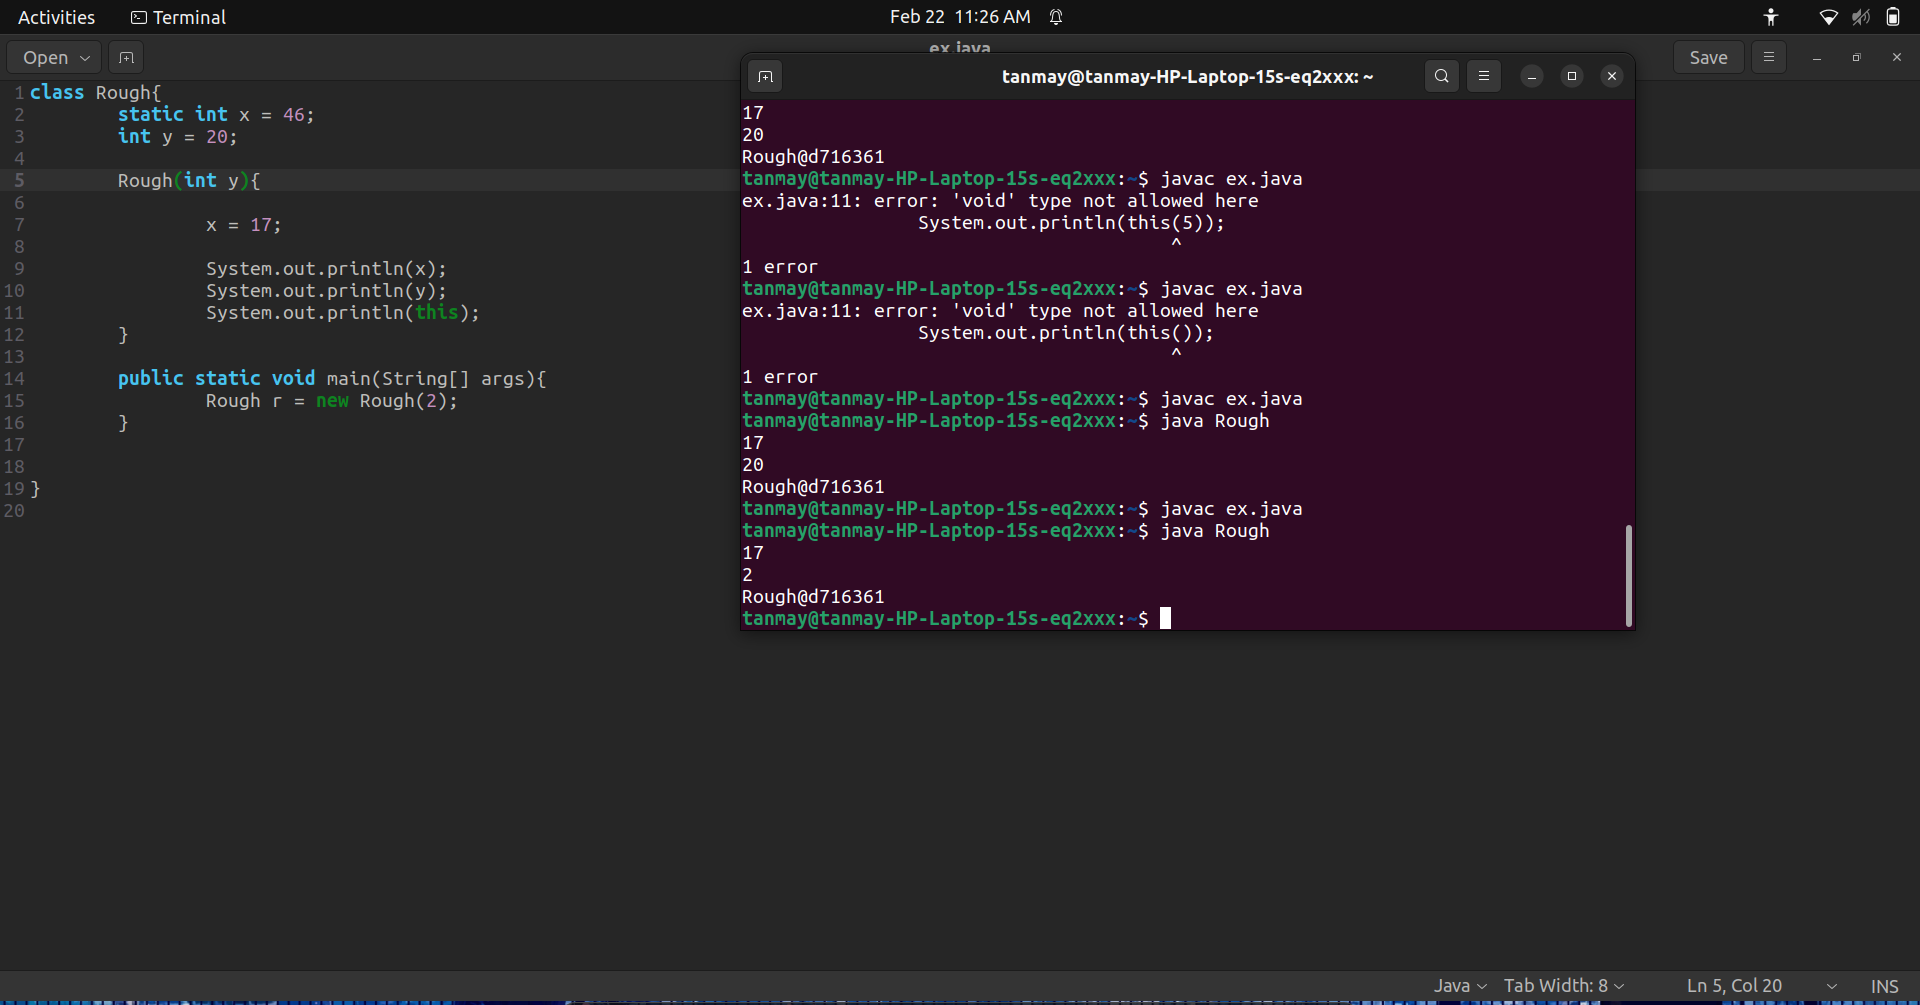 Activities Terminal Feb 22 11:26 AM
Open ex.java Save
1 class Rough{
2 static int x = 46;
3 int y = 20;
4
5 Rough(int y){
6
7 x = 17;
8
9 System.out.println(x);
10 System.out.println(y);
11 System.out.println(this);
12 }
13
14 public static void main(String[] args){
15 Rough r = new Rough(2);
16 }
17
18
19 }
20
tanmay@tanmay-HP-Laptop-15s-eq2xxx: ~
17
20
Rough@d716361
tanmay@tanmay-HP-Laptop-15s-eq2xxx:~$ javac ex.java
ex.java:11: error: 'void' type not allowed here
System.out.println(this(5));
^
1 error
tanmay@tanmay-HP-Laptop-15s-eq2xxx:~$ javac ex.java
ex.java:11: error: 'void' type not allowed here
System.out.println(this());
^
1 error
tanmay@tanmay-HP-Laptop-15s-eq2xxx:~$ javac ex.java
tanmay@tanmay-HP-Laptop-15s-eq2xxx:~$ java Rough
17
20
Rough@d716361
tanmay@tanmay-HP-Laptop-15s-eq2xxx:~$ javac ex.java
tanmay@tanmay-HP-Laptop-15s-eq2xxx:~$ java Rough
17
2
Rough@d716361
tanmay@tanmay-HP-Laptop-15s-eq2xxx:~$
Java Tab Width: 8 Ln 5, Col 20 INS